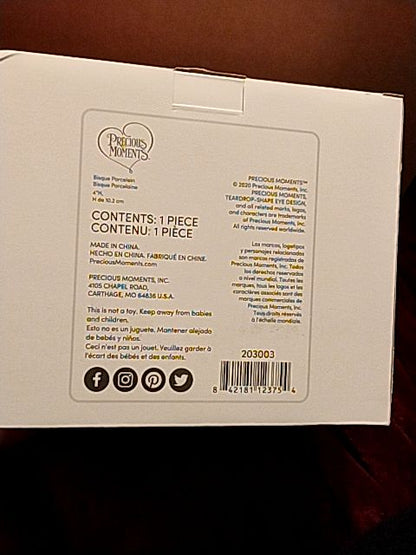 PRECIOUS
MOMENTS
Bisque Porcelain
Bisque Porcelaine
4"H,
H de 10.2 cm
CONTENTS: 1 PIECE
CONTENU: 1 PIÈCE
MADE IN CHINA.
HECHO EN CHINA. FABRIQUÉ EN CHINE.
PreciousMoments.com
PRECIOUS MOMENTS, INC.
4105 CHAPEL ROAD,
CARTHAGE, MO 64836 U.S.A.
This is not a toy. Keep away from babies
and children.
Esto no es un juguete. Mantener alejado
de bebés y niños.
Ceci n'est pas un jouet. Veuillez garder à
l'écart des bébés et des enfants.
PRECIOUS MOMENTS™
© 2020 Precious Moments, Inc.
PRECIOUS MOMENTS,
TEARDROP-SHAPE EYE DESIGN,
and all related marks, logos,
and characters are trademarks
of Precious Moments, Inc.
All rights reserved worldwide.
Las marcas, logotipos
y personajes relacionados
son marcas registradas de
Precious Moments, Inc. Todos
los derechos reservados
a nivel mundial. Toutes les
marques, tous les logos et les
caractères associés sont des
marques commerciales de
Precious Moments, Inc.
Tous droits réservés
à l'échelle mondiale.
203003
8 42181 12375 4